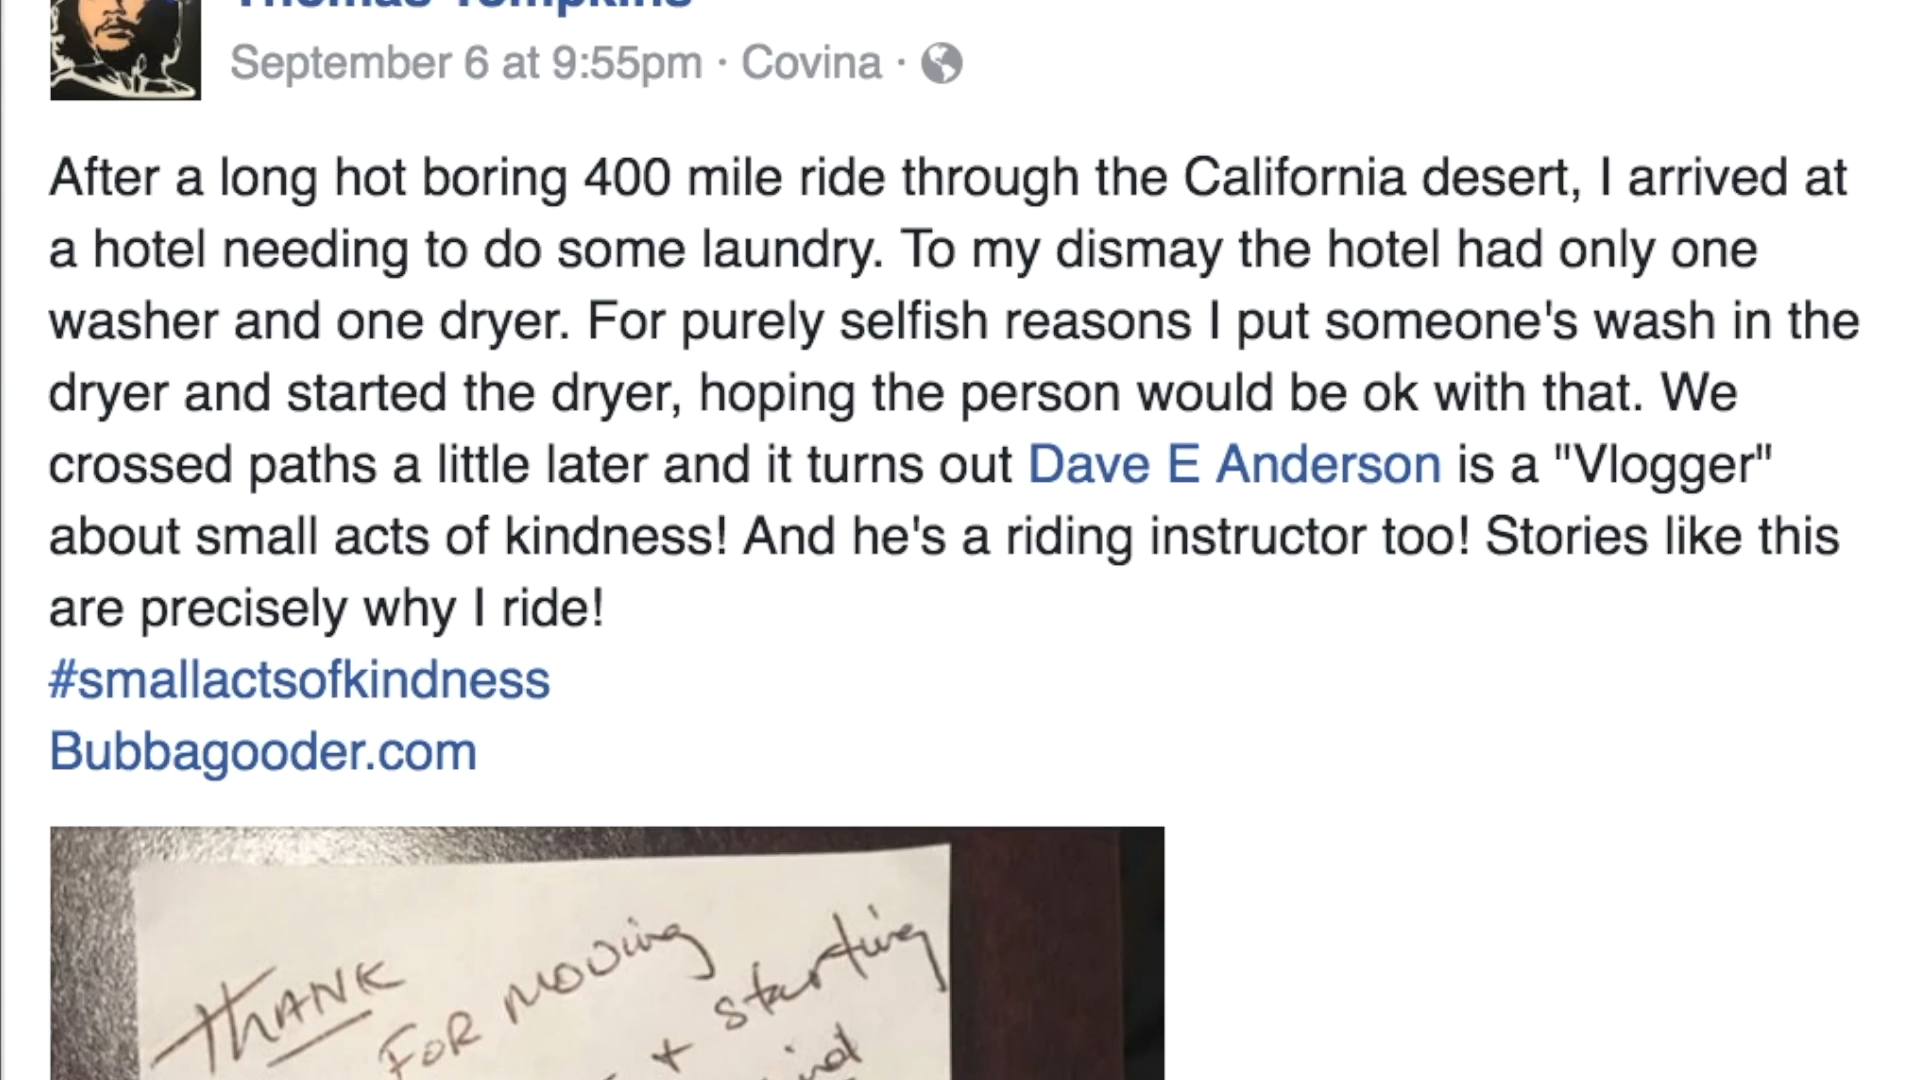 Thomas Tompkins
September 6 at 9:55pm · Covina ·
After a long hot boring 400 mile ride through the California desert, I arrived at
a hotel needing to do some laundry. To my dismay the hotel had only one
washer and one dryer. For purely selfish reasons I put someone's wash in the
dryer and started the dryer, hoping the person would be ok with that. We
crossed paths a little later and it turns out Dave E Anderson is a "Vlogger"
about small acts of kindness! And he's a riding instructor too! Stories like this
are precisely why I ride!
#smallactsofkindness
Bubbagooder.com
THANK
FOR moving
+ starting